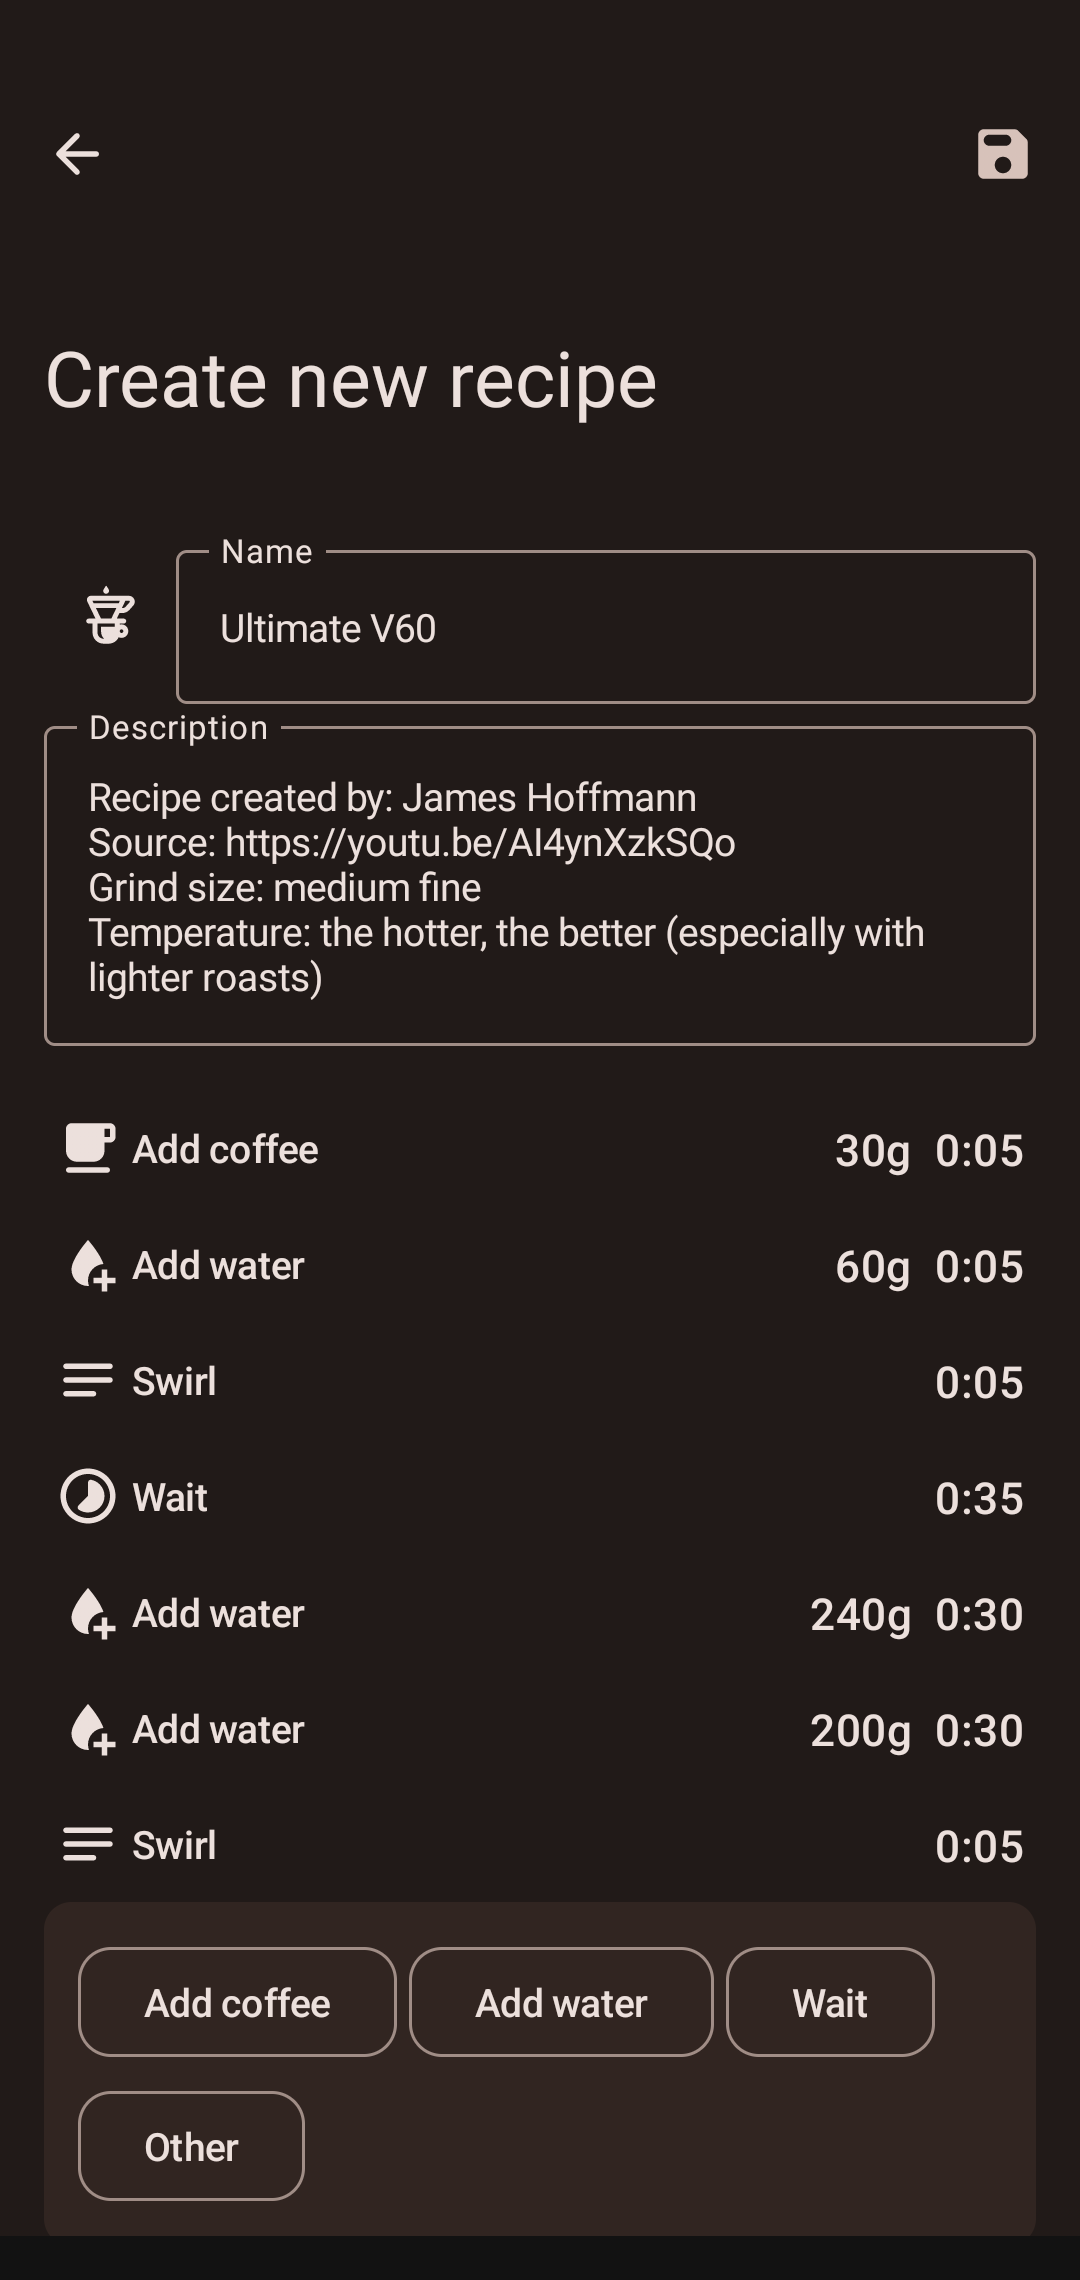 Create new recipe
Name
Ultimate V60
Description
Recipe created by: James Hoffmann
Source: https://youtu.be/AI4ynXzkSQo
Grind size: medium fine
Temperature: the hotter, the better (especially with
lighter roasts)
Add coffee 30g 0:05
Add water 60g 0:05
Swirl 0:05
Wait 0:35
Add water 240g 0:30
Add water 200g 0:30
Swirl 0:05
Add coffee Add water Wait
Other